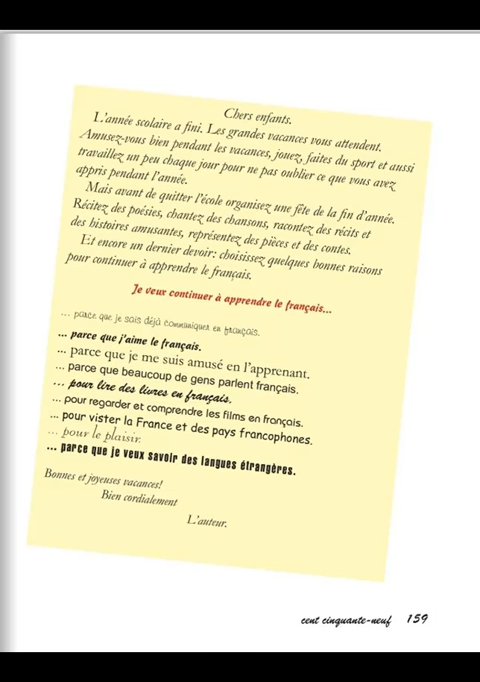 Chers enfants.
L'année scolaire a fini. Les grandes vacances vous attendent.
Amusez-vous bien pendant les vacances, jouez, faites du sport et aussi
travaillez un peu chaque jour pour ne pas oublier ce que vous avez
appris pendant l'année.
Mais avant de quitter l'école organisez une fête de la fin d'année.
Récitez des poésies, chantez des chansons, racontez des récits et
des histoires amusantes, représentez des pièces et des contes.
Et encore un dernier devoir: choisissez quelques bonnes raisons
pour continuer à apprendre le français.
Je veux continuer à apprendre le français...
... parce que je sais déjà communiquer en français.
... parce que j'aime le français.
... parce que je me suis amusé en l'apprenant.
... parce que beaucoup de gens parlent français.
... pour lire des livres en français.
... pour regarder et comprendre les films en français.
... pour vister la France et des pays francophones.
... pour le plaisir.
... parce que je veux savoir des langues étrangères.
Bonnes et joyeuses vacances!
Bien cordialement
L'auteur.
cent cinquante-neuf 159